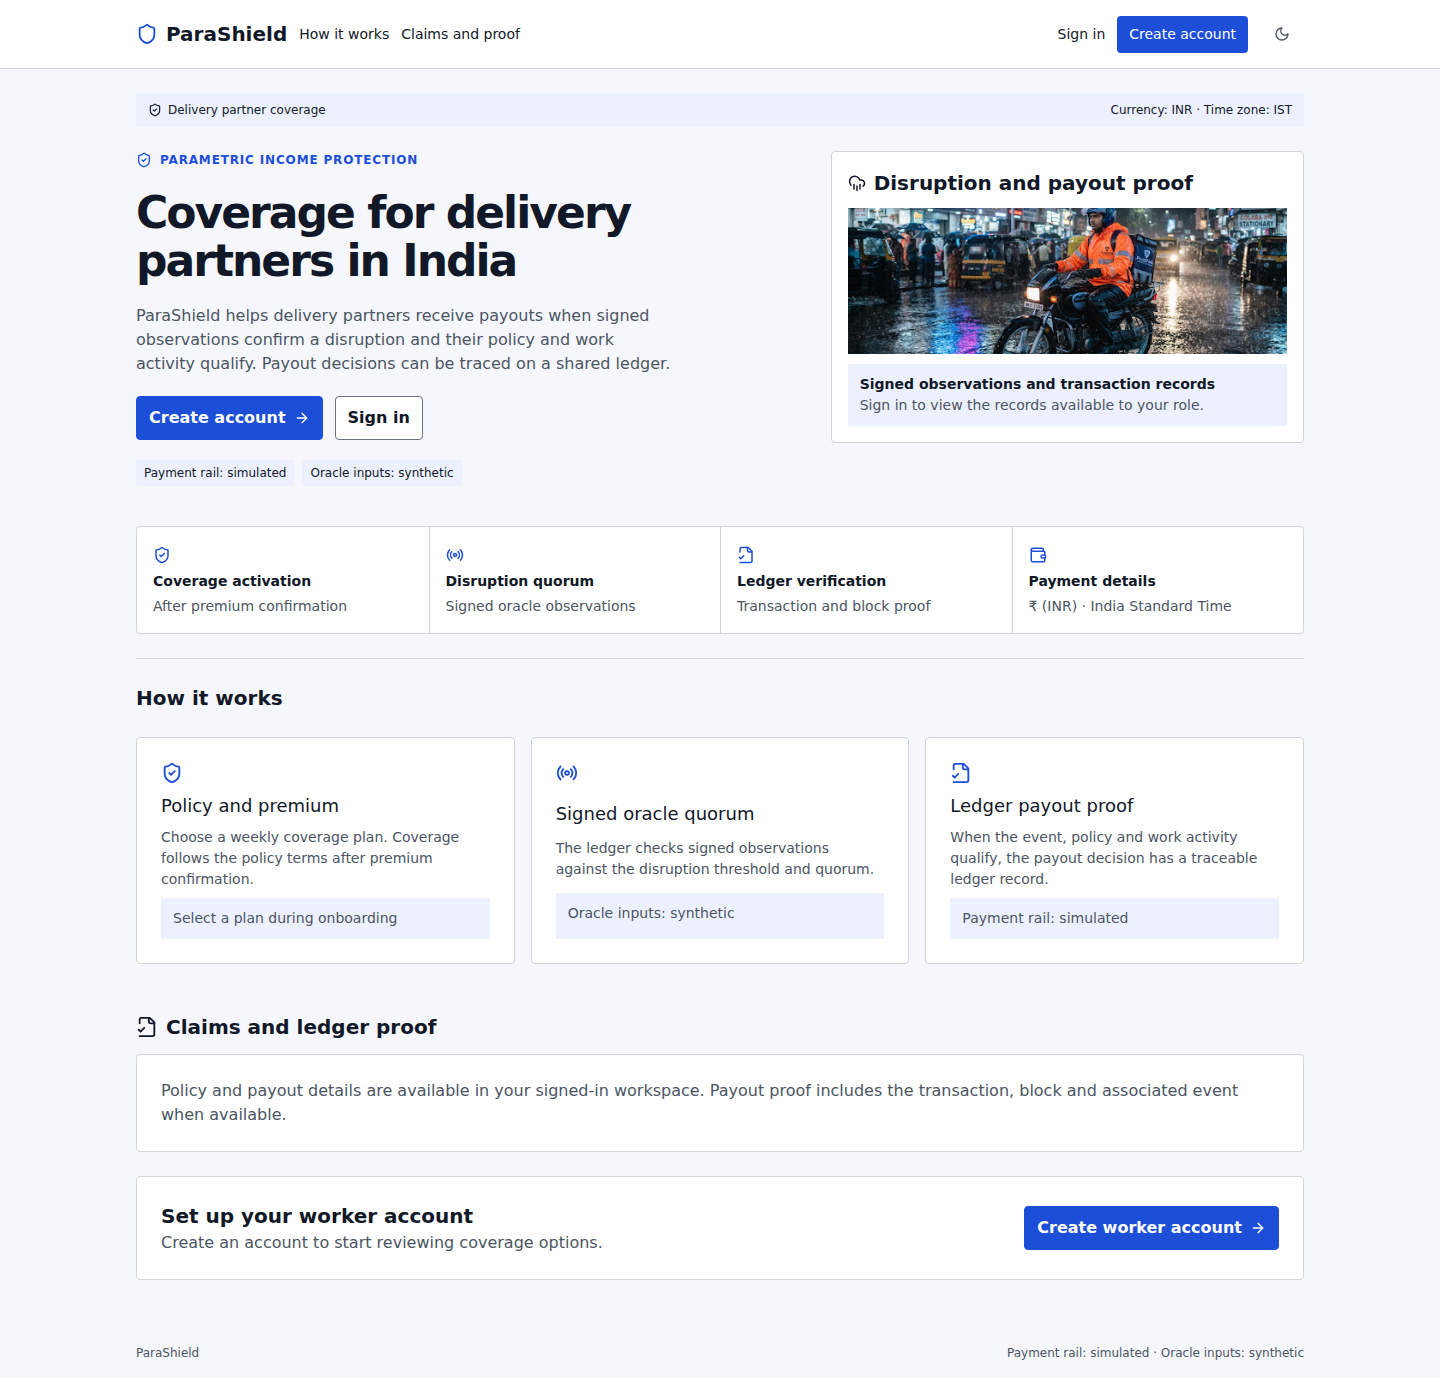 ParaShield How it works Claims and proof Sign in Create account
Delivery partner coverage Currency: INR · Time zone: IST
PARAMETRIC INCOME PROTECTION
Coverage for delivery
partners in India
ParaShield helps delivery partners receive payouts when signed
observations confirm a disruption and their policy and work
activity qualify. Payout decisions can be traced on a shared ledger.
Create account Sign in
Payment rail: simulated Oracle inputs: synthetic
Disruption and payout proof
COLABA
STATIONARY
Signed observations and transaction records
Sign in to view the records available to your role.
Coverage activation
After premium confirmation
Disruption quorum
Signed oracle observations
Ledger verification
Transaction and block proof
Payment details
₹ (INR) · India Standard Time
How it works
Policy and premium
Choose a weekly coverage plan. Coverage
follows the policy terms after premium
confirmation.
Select a plan during onboarding
Signed oracle quorum
The ledger checks signed observations
against the disruption threshold and quorum.
Oracle inputs: synthetic
Ledger payout proof
When the event, policy and work activity
qualify, the payout decision has a traceable
ledger record.
Payment rail: simulated
Claims and ledger proof
Policy and payout details are available in your signed-in workspace. Payout proof includes the transaction, block and associated event
when available.
Set up your worker account
Create an account to start reviewing coverage options.
Create worker account
ParaShield Payment rail: simulated · Oracle inputs: synthetic